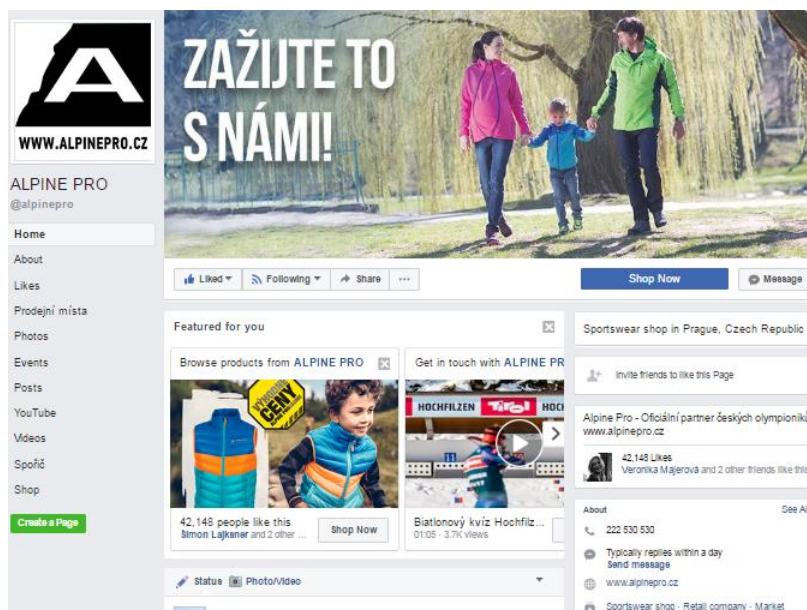 A
WWW.ALPINEPRO.CZ
ALPINE PRO
@alpinepro
Home
About
Likes
Prodejní místa
Photos
Events
Posts
YouTube
Videos
Spořič
Shop
Create a Page
ZAŽIJTE TO
S NÁMI!
Liked
Following
Share
...
Shop Now
Message
Featured for you
Browse products from ALPINE PRO
VÝHODNÉ
CENY
42,148 people like this
Simon Lajksner and 2 other ...
Shop Now
Get in touch with ALPINE PR
HOCHFILZEN Tirol HOCH
11
Biatlonový kvíz Hochfilz...
01:05 · 3.7K views
Status Photo/Video
Sportswear shop in Prague, Czech Republic
Invite friends to like this Page
Alpine Pro - Oficiální partner českých olympioniků
www.alpinepro.cz
42,148 Likes
Veronika Majerová and 2 other friends like this
About
See Al
222 530 530
Typically replies within a day
Send message
www.alpinepro.cz
Sportswear shop · Retail company · Market